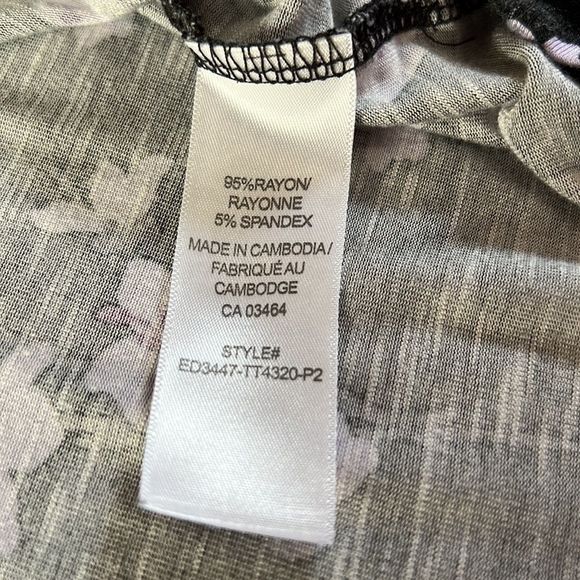 95%RAYON/
RAYONNE
5% SPANDEX
MADE IN CAMBODIA/
FABRIQUÉ AU
CAMBODGE
CA 03464
STYLE#
ED3447-TT4320-P2